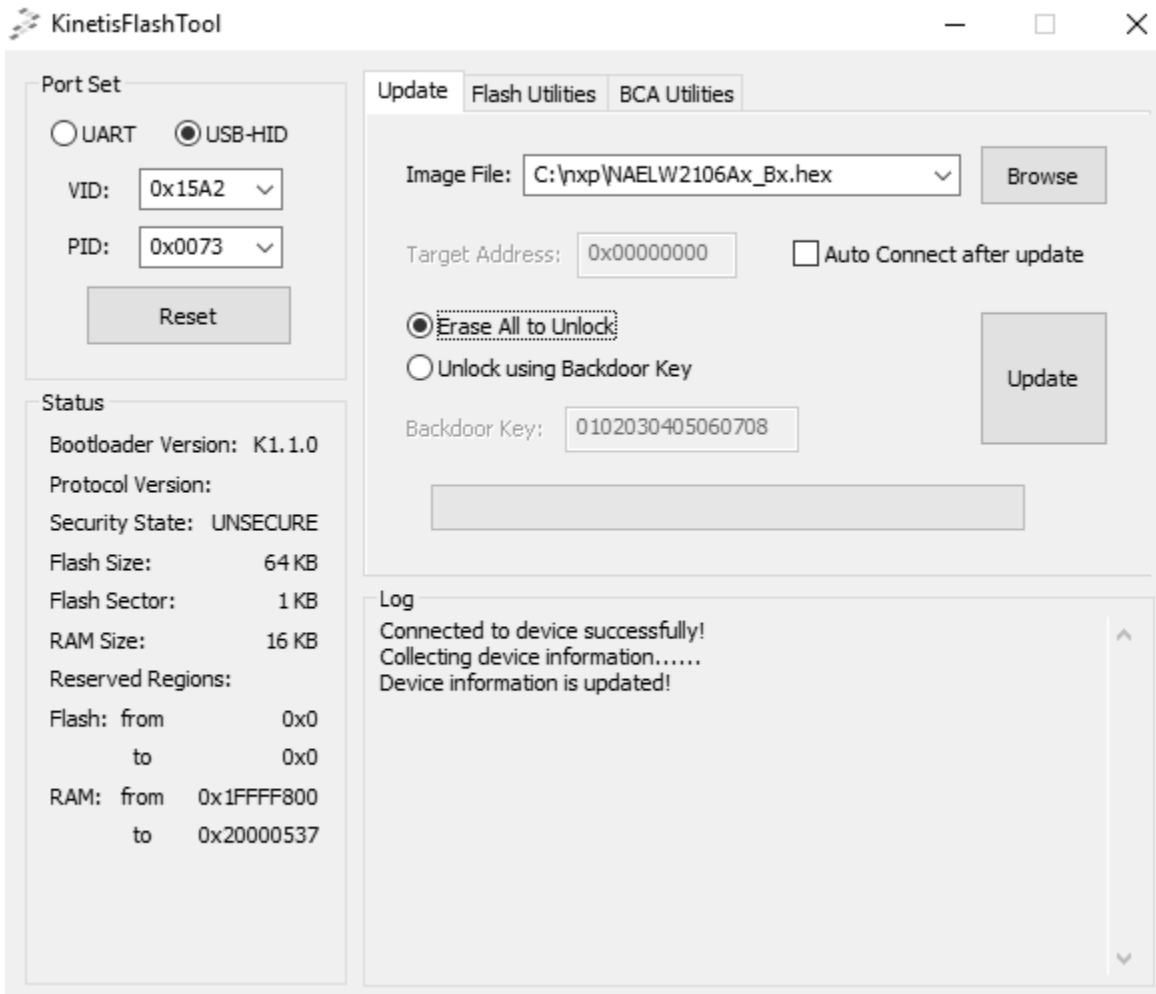 KinetisFlashTool
Port Set
UART USB-HID
VID: 0x15A2
PID: 0x0073
Reset
Status
Bootloader Version: K1.1.0
Protocol Version:
Security State: UNSECURE
Flash Size: 64 KB
Flash Sector: 1 KB
RAM Size: 16 KB
Reserved Regions:
Flash: from 0x0
to 0x0
RAM: from 0x1FFFF800
to 0x20000537
Update Flash Utilities BCA Utilities
Image File: C:\nxp\NAELW2106Ax_Bx.hex Browse
Target Address: 0x00000000 Auto Connect after update
Erase All to Unlock
Unlock using Backdoor Key
Update
Backdoor Key: 0102030405060708
Log
Connected to device successfully!
Collecting device information......
Device information is updated!